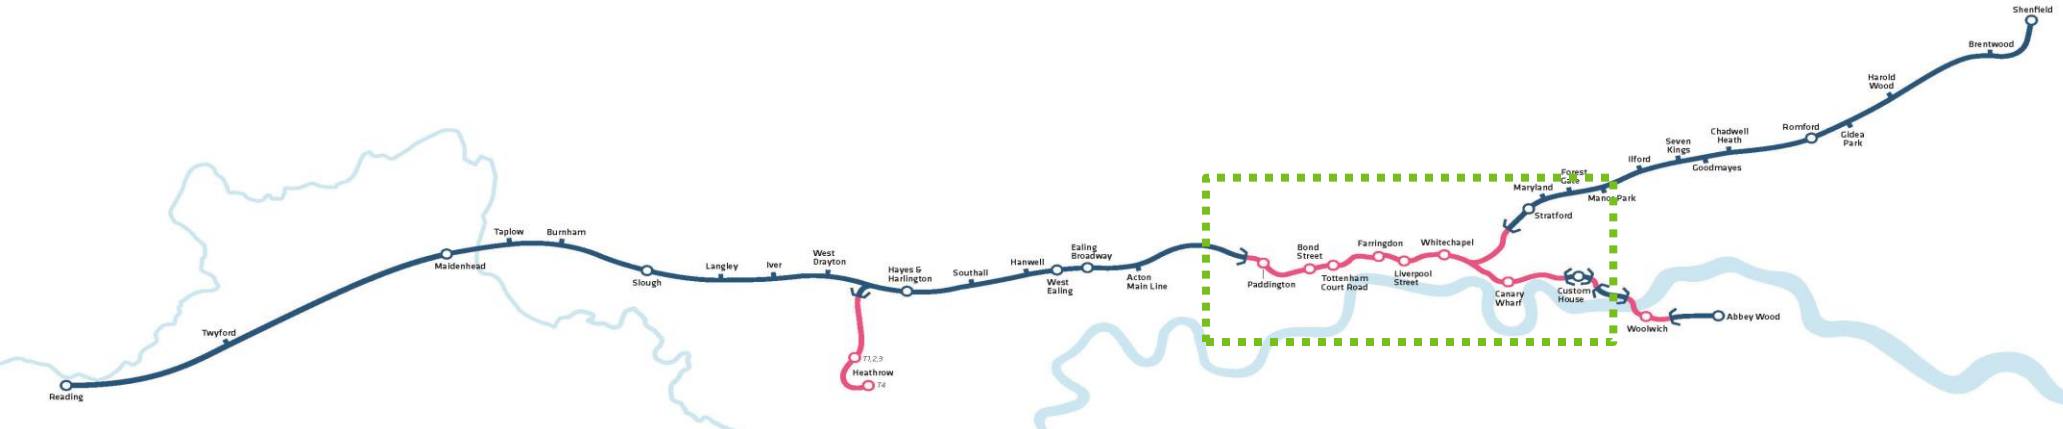 Shenfield
Brentwood
Harold
Wood
Gidea
Park
Romford
Chadwell
Heath
Goodmayes
Seven
Kings
Ilford
Manor Park
Forest
Gate
Maryland
Stratford
Whitechapel
Liverpool
Street
Farringdon
Tottenham
Court Road
Bond
Street
Paddington
Canary
Wharf
Custom
House
Woolwich
Abbey Wood
Acton
Main Line
Ealing
Broadway
West
Ealing
Hanwell
Southall
Hayes &
Harlington
Heathrow
T1,2,3
T4
West
Drayton
Iver
Langley
Slough
Burnham
Taplow
Maidenhead
Twyford
Reading